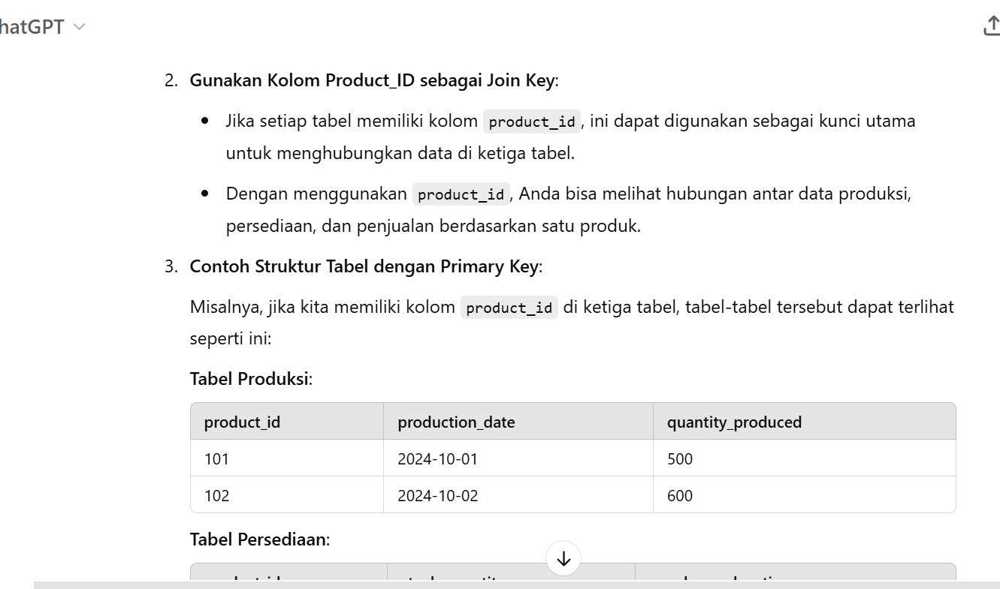 hatGPT
2. Gunakan Kolom Product_ID sebagai Join Key:
Jika setiap tabel memiliki kolom product_id, ini dapat digunakan sebagai kunci utama
untuk menghubungkan data di ketiga tabel.
Dengan menggunakan product_id, Anda bisa melihat hubungan antar data produksi,
persediaan, dan penjualan berdasarkan satu produk.
3. Contoh Struktur Tabel dengan Primary Key:
Misalnya, jika kita memiliki kolom product_id di ketiga tabel, tabel-tabel tersebut dapat terlihat
seperti ini:
Tabel Produksi:
product_id production_date quantity_produced
101 2024-10-01 500
102 2024-10-02 600
Tabel Persediaan: